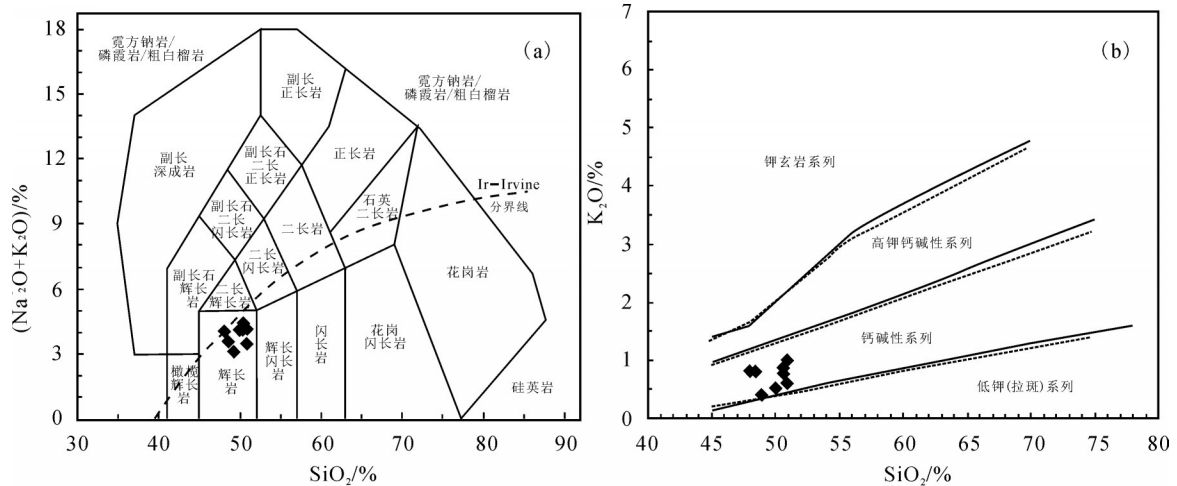 (a)
18
15
12
9
6
3
0
(Na2O+K2O)/%
30
40
50
60
70
80
90
SiO2/%
霓方钠岩/
磷霞岩/粗白榴岩
副长
正长岩
霓方钠岩/
磷霞岩/粗白榴岩
副长
深成岩
副长石
二长
正长岩
正长岩
Ir-Irvine
分界线
石英
二长岩
副长石
二长
闪长岩
二长岩
二长
闪长岩
花岗岩
副长石
辉长岩
二长
辉长岩
橄榄
辉长
岩
辉长
岩
辉长
闪长岩
闪
长
岩
花岗
闪长岩
硅英岩
(b)
7
6
5
4
3
2
1
0
K2O/%
40
45
50
55
60
65
70
75
80
SiO2/%
钾玄岩系列
高钾钙碱性系列
钙碱性系列
低钾(拉斑)系列